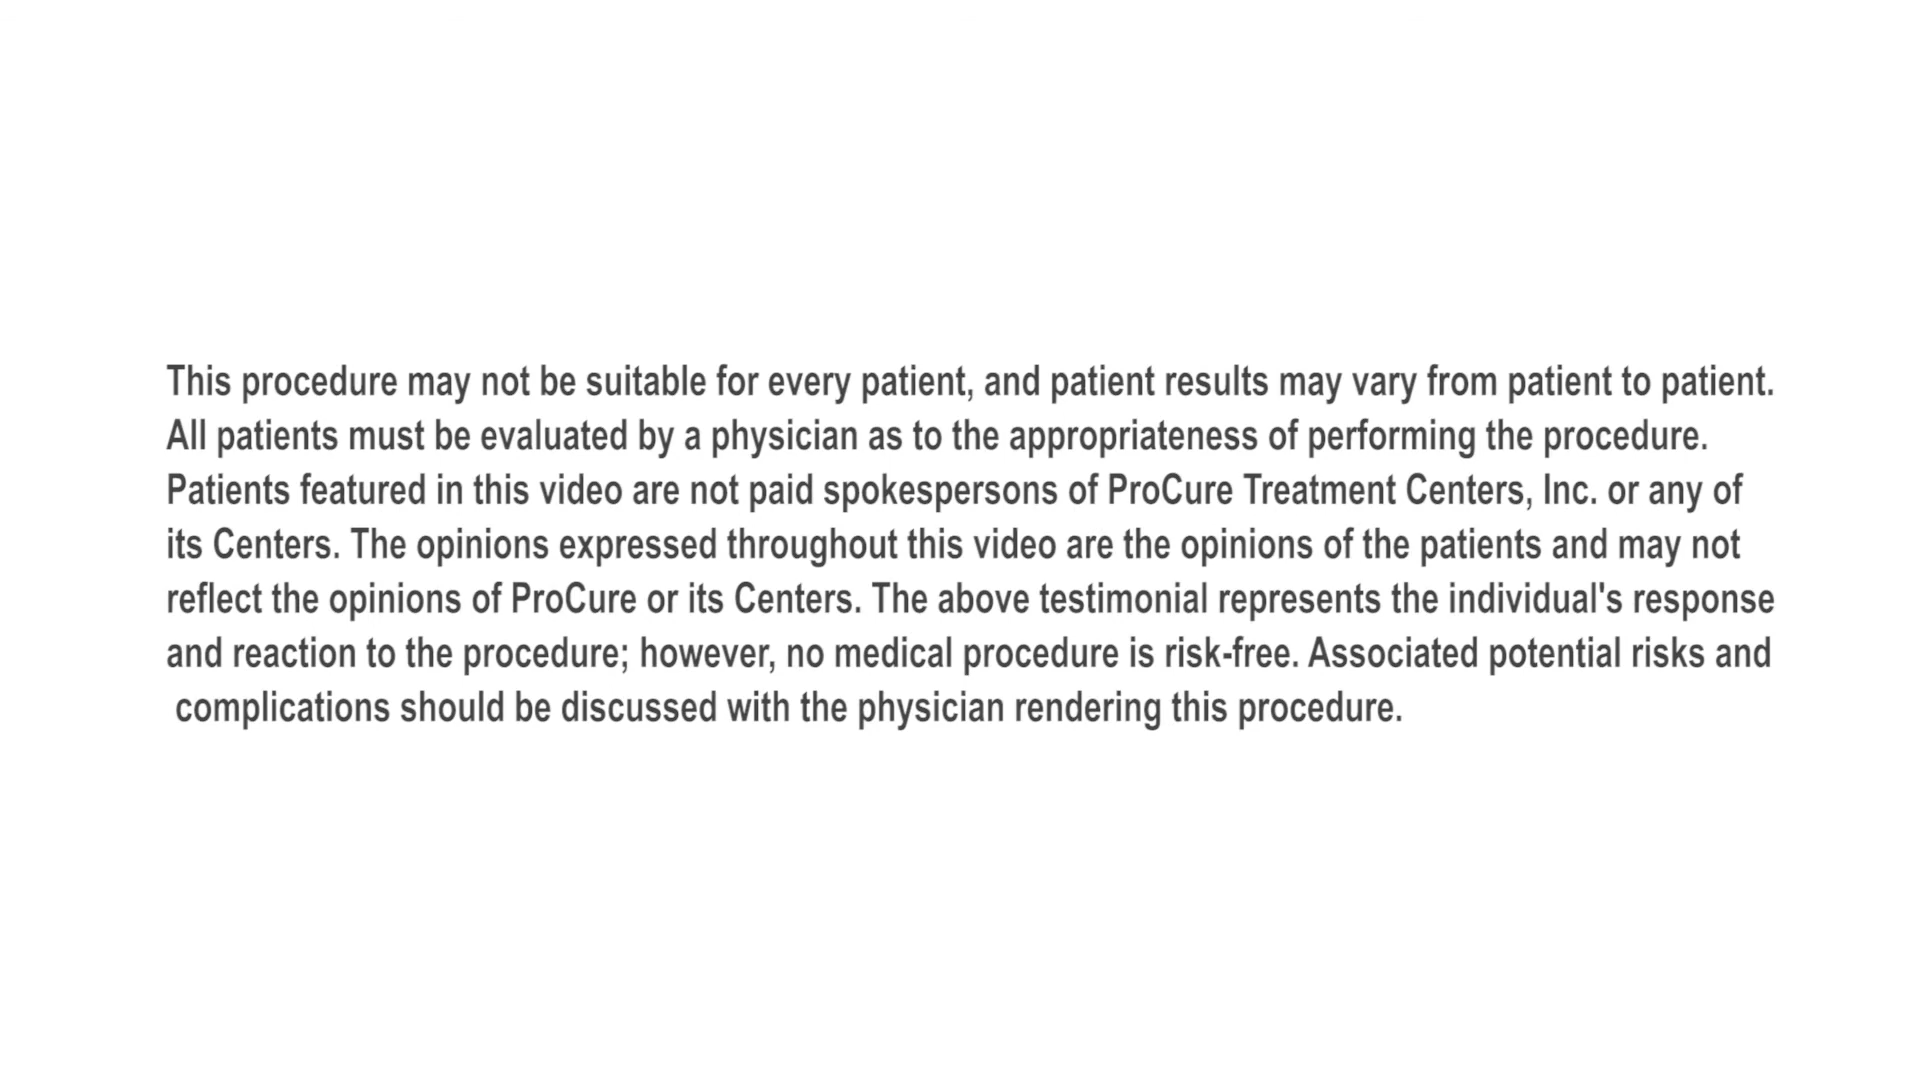 This procedure may not be suitable for every patient, and patient results may vary from patient to patient.
All patients must be evaluated by a physician as to the appropriateness of performing the procedure.
Patients featured in this video are not paid spokespersons of ProCure Treatment Centers, Inc. or any of
its Centers. The opinions expressed throughout this video are the opinions of the patients and may not
reflect the opinions of ProCure or its Centers. The above testimonial represents the individual's response
and reaction to the procedure; however, no medical procedure is risk-free. Associated potential risks and
complications should be discussed with the physician rendering this procedure.